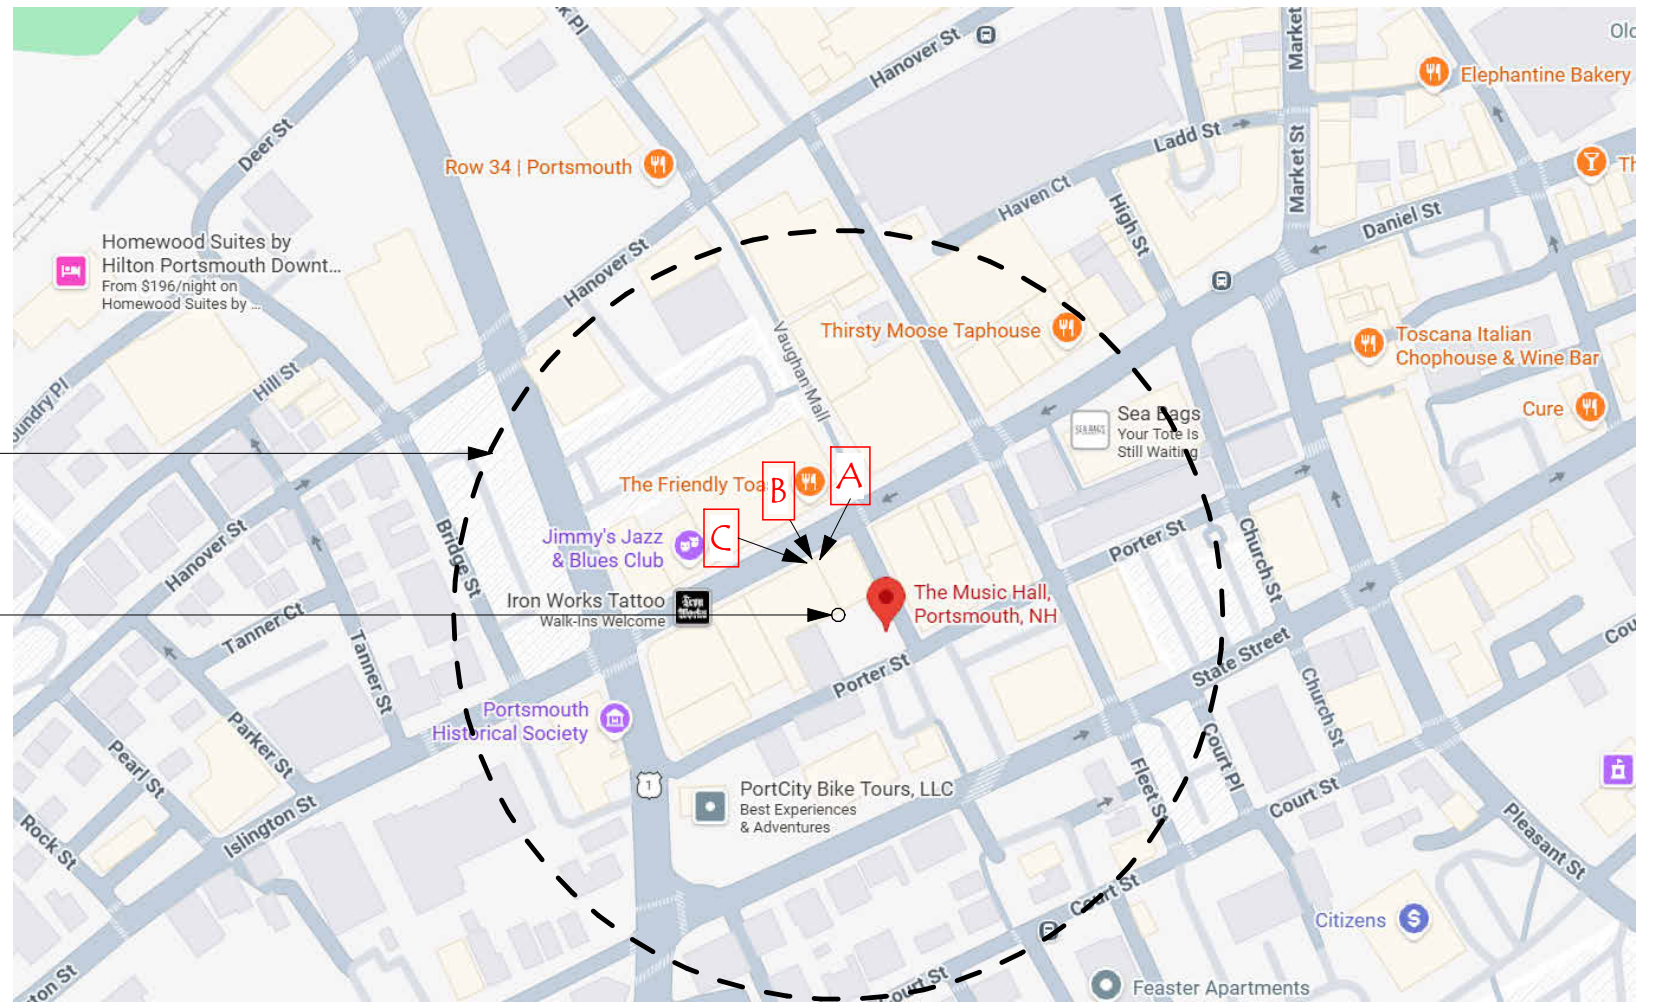 Hanover St
Market
Elephantine Bakery
Deer St
Row 34 | Portsmouth
Ladd St
Market St
Haven Ct
High St
Daniel St
Homewood Suites by
Hilton Portsmouth Downt...
From $196/night on
Homewood Suites by ...
Hanover St
Thirsty Moose Taphouse
Toscana Italian
Chophouse & Wine Bar
Vaughan Mall
Hill St
Cure
Sea Bags
Your Tote Is
Still Waiting
The Friendly Toa
B
A
C
Jimmy's Jazz
& Blues Club
Bridge St
Hanover St
Porter St
Church St
Iron Works Tattoo
Walk-Ins Welcome
Iron
Works
The Music Hall,
Portsmouth, NH
Tanner Ct
Tanner St
Porter St
State Street
Church St
Portsmouth
Historical Society
Parker St
Pearl St
Court Pl
1
PortCity Bike Tours, LLC
Best Experiences
& Adventures
Fleet St
Court St
Rock St
Islington St
Pleasant St
Court St
Citizens
$
Court St
Feaster Apartments